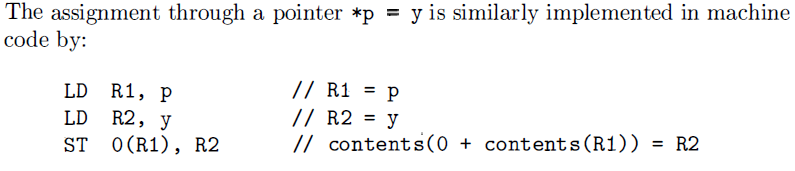 The assignment through a pointer *p = y is similarly implemented in machine
code by:
LD R1, p // R1 = p
LD R2, y // R2 = y
ST 0(R1), R2 // contents(0 + contents(R1)) = R2